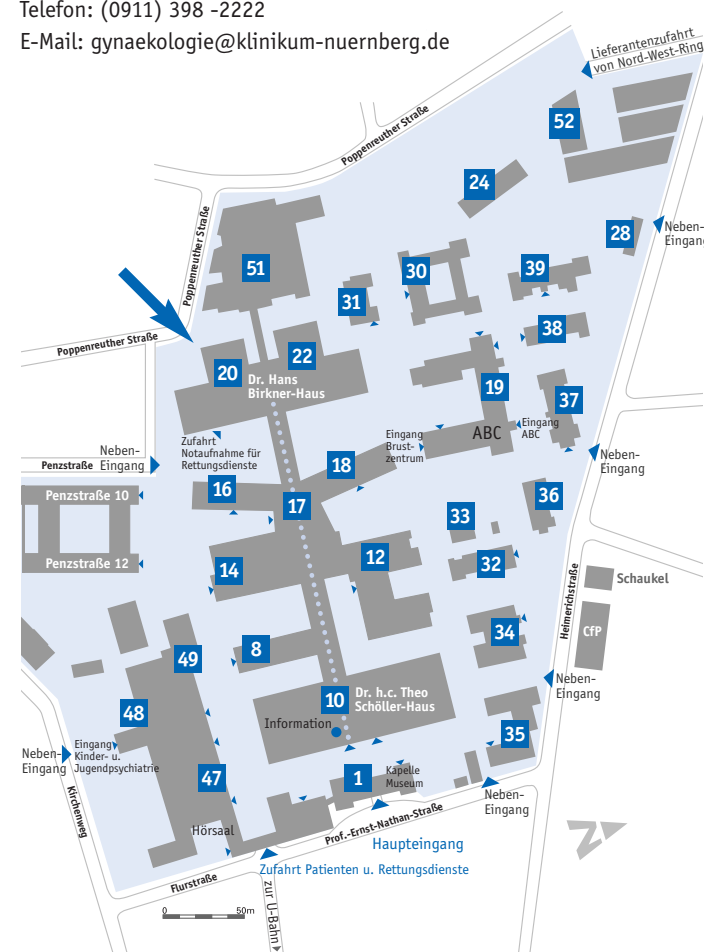 Telefon: (0911) 398 -2222
E-Mail: gynaekologie@klinikum-nuernberg.de
Lieferantenzufahrt
von Nord-West-Ring
52
Poppenreuther Straße
24
28
Neben-
Eingang
Poppenreuther Straße
51
30
39
31
38
Poppenreuther Straße
20
22
Dr. Hans
Birkner-Haus
19
37
Eingang
ABC
ABC
Eingang
Brust-
zentrum
Zufahrt
Notaufnahme für
Rettungsdienste
Neben-
Eingang
Penzstraße
Neben-
Eingang
18
16
17
36
Penzstraße 10
33
12
Penzstraße 12
14
32
Schaukel
Heimerichstraße
CfP
34
8
49
Neben-
Eingang
10
Dr. h.c. Theo
Schöller-Haus
Information
48
35
Neben-
Eingang
Eingang
Kinder- u.
Jugendpsychiatrie
47
1
Kapelle
Museum
Kirchenweg
Neben-
Eingang
Hörsaal
Prof.-Ernst-Nathan-Straße
Haupteingang
Zufahrt Patienten u. Rettungsdienste
Flurstraße
zur U-Bahn
0
50m
N